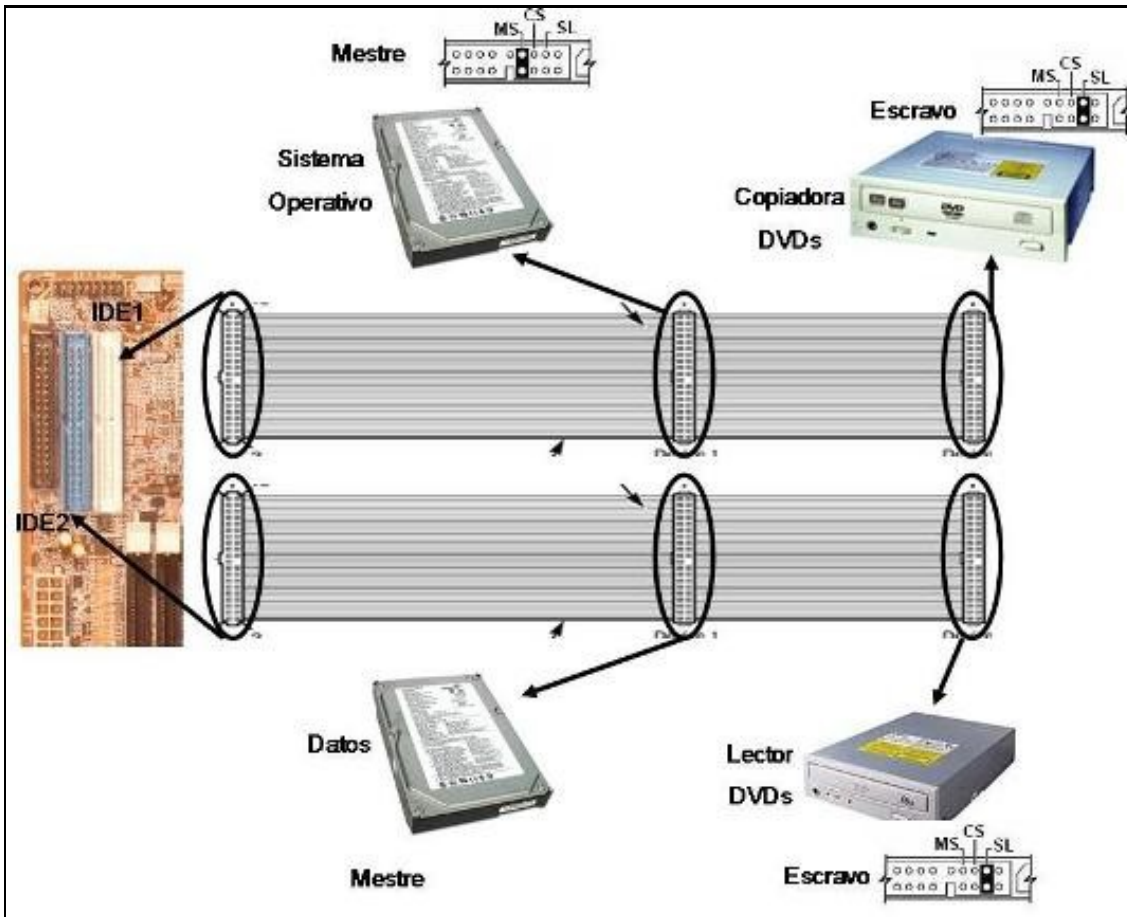 CS
MS SL
Mestre
CS
MS SL
Escravo
Sistema
Operativo
Copiadora
DVDs
IDE1
IDE2
Datos
Lector
DVDs
Mestre
CS
MS SL
Escravo